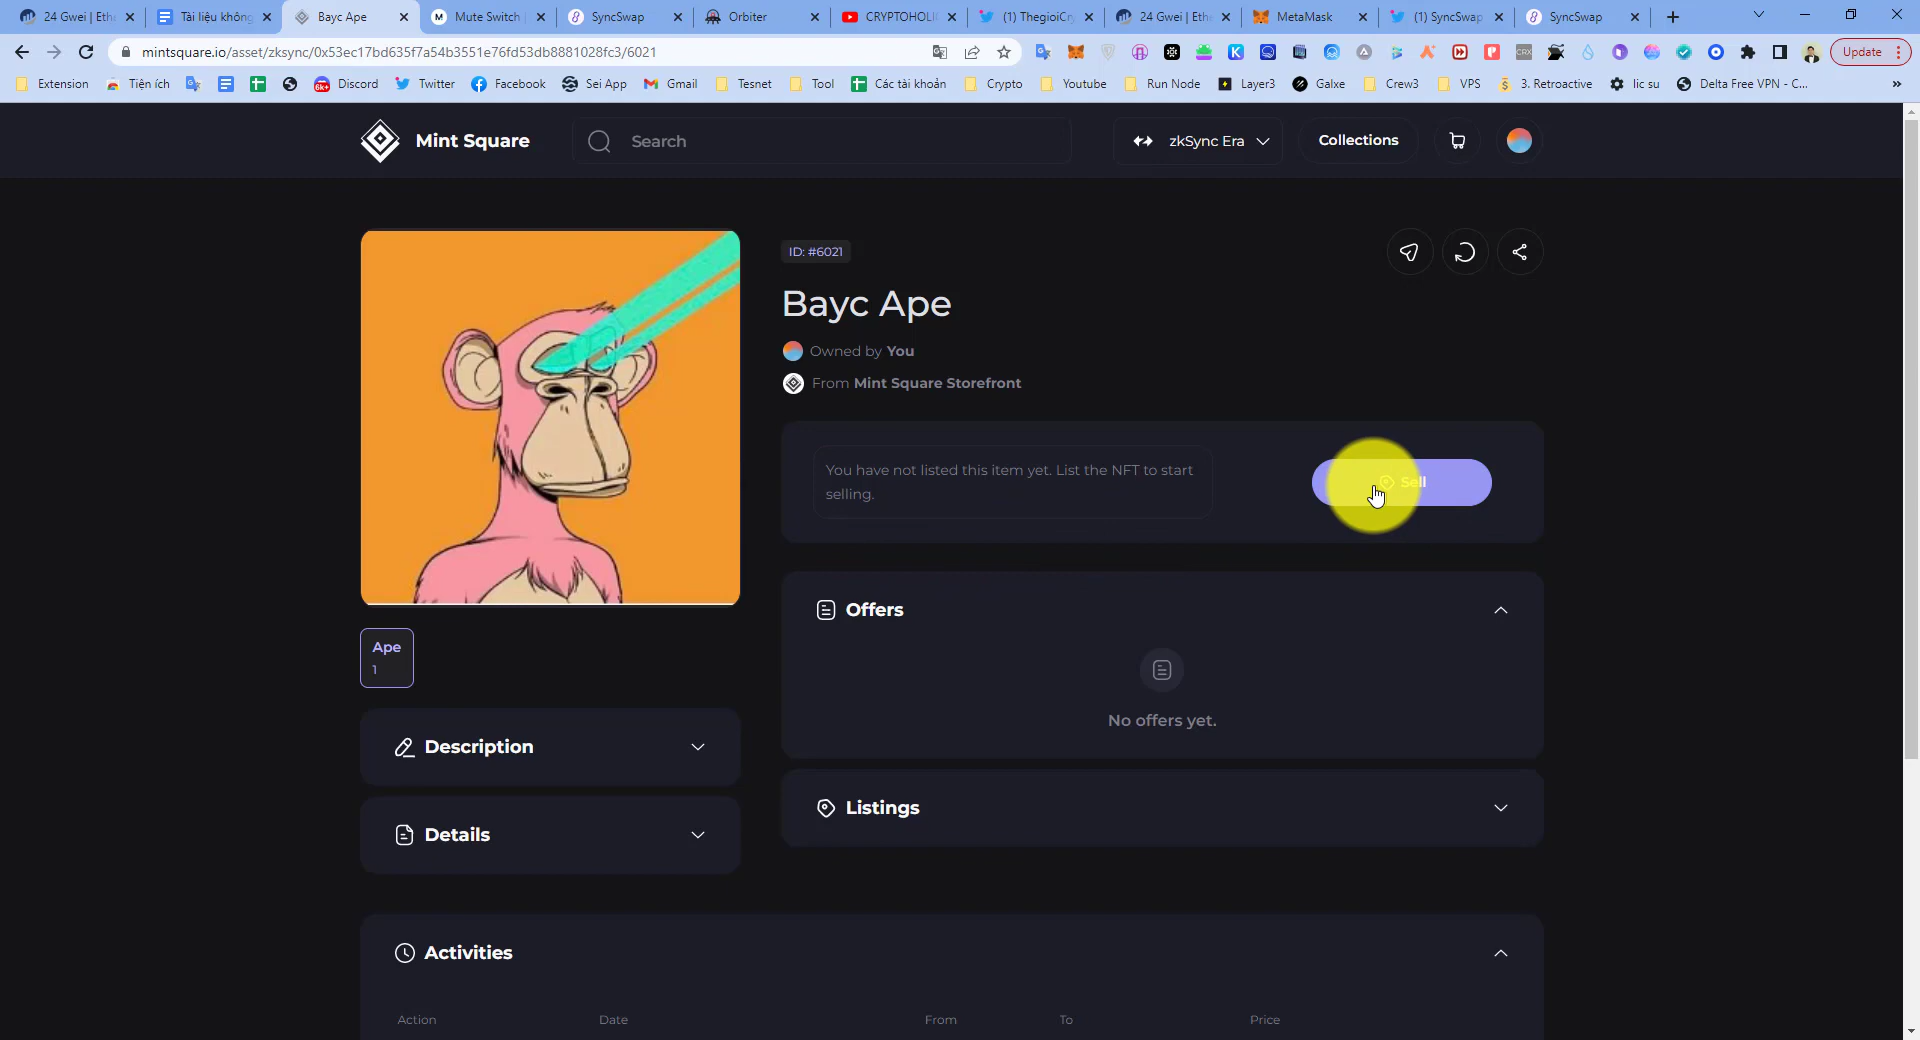 24 Gwei | Eth
Tài liệu không
Bayc Ape
Mute Switch
SyncSwap
Orbiter
CRYPTOHOLI
(1) ThegioiCry
24 Gwei | Eth
MetaMask
(1) SyncSwap
SyncSwap
mintsquare.io/asset/zksync/0x53ec17bd635f7a54b3551e76fd53db8881028fc3/6021
Update
Extension
Tiện ích
6k+
Discord
Twitter
Facebook
Sei App
Gmail
Tesnet
Tool
Các tài khoản
Crypto
Youtube
Run Node
Layer3
Galxe
Crew3
VPS
3. Retroactive
lic su
Delta Free VPN - C...
Mint Square
Search
zkSync Era
Collections
ID: #6021
Bayc Ape
Owned by You
From Mint Square Storefront
You have not listed this item yet. List the NFT to start
selling.
Sell
Offers
Ape
1
No offers yet.
Description
Listings
Details
Activities
Action Date From To Price